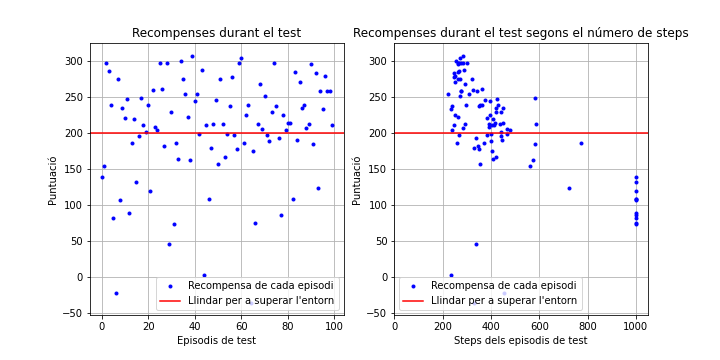 Recompenses durant el test
300
250
200
150
100
50
0
−50
Puntuació
0
20
40
60
80
100
Episodis de test
Recompensa de cada episodi
Llindar per a superar l'entorn
Recompenses durant el test segons el número de steps
300
250
200
150
100
50
0
−50
Puntuació
0
200
400
600
800
1000
Steps dels episodis de test
Recompensa de cada episodi
Llindar per a superar l'entorn